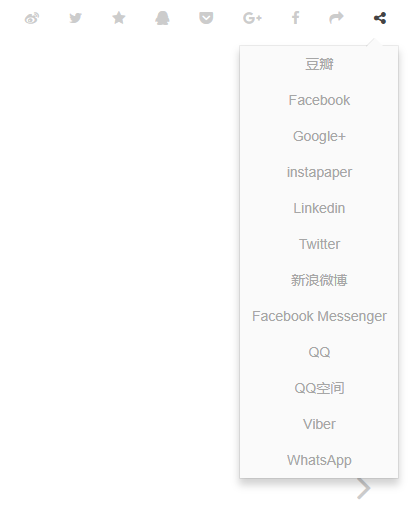 豆瓣
Facebook
Google+
instapaper
Linkedin
Twitter
新浪微博
Facebook Messenger
QQ
QQ空间
Viber
WhatsApp